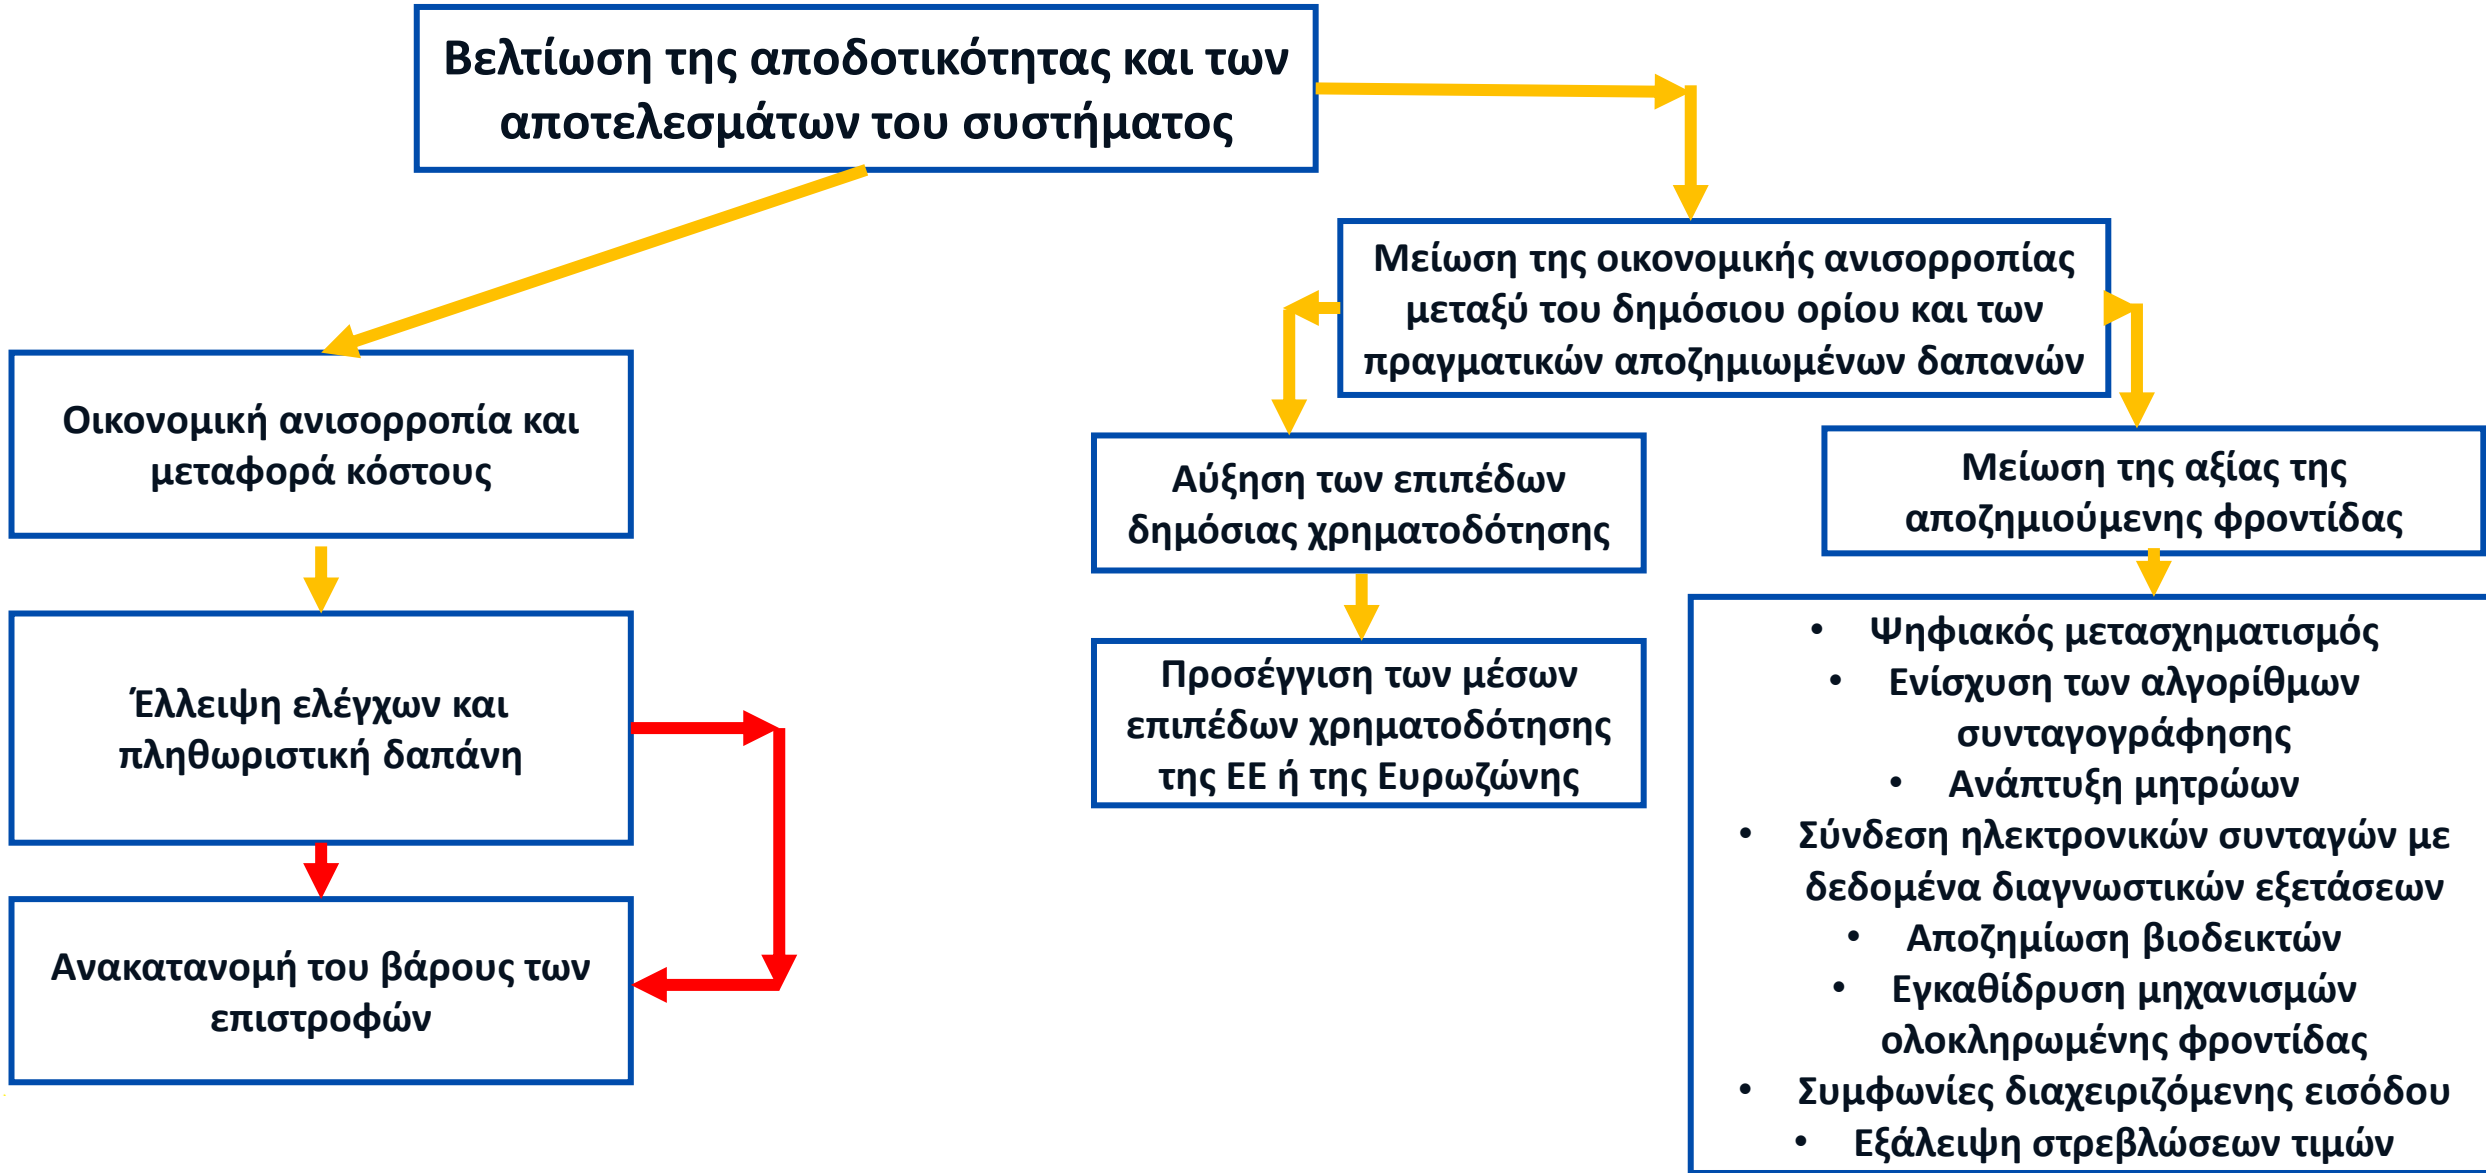 Βελτίωση της αποδοτικότητας και των
αποτελεσμάτων του συστήματος
Μείωση της οικονομικής ανισορροπίας
μεταξύ του δημόσιου ορίου και των
πραγματικών αποζημιωμένων δαπανών
Οικονομική ανισορροπία και
μεταφορά κόστους
Αύξηση των επιπέδων
δημόσιας χρηματοδότησης
Μείωση της αξίας της
αποζημιούμενης φροντίδας
Έλλειψη ελέγχων και
πληθωριστική δαπάνη
Προσέγγιση των μέσων
επιπέδων χρηματοδότησης
της ΕΕ ή της Ευρωζώνης
Ανακατανομή του βάρους των
επιστροφών
• Ψηφιακός μετασχηματισμός
• Ενίσχυση των αλγορίθμων
συνταγογράφησης
• Ανάπτυξη μητρώων
• Σύνδεση ηλεκτρονικών συνταγών με
δεδομένα διαγνωστικών εξετάσεων
• Αποζημίωση βιοδεικτών
• Εγκαθίδρυση μηχανισμών
ολοκληρωμένης φροντίδας
• Συμφωνίες διαχειριζόμενης εισόδου
• Εξάλειψη στρεβλώσεων τιμών